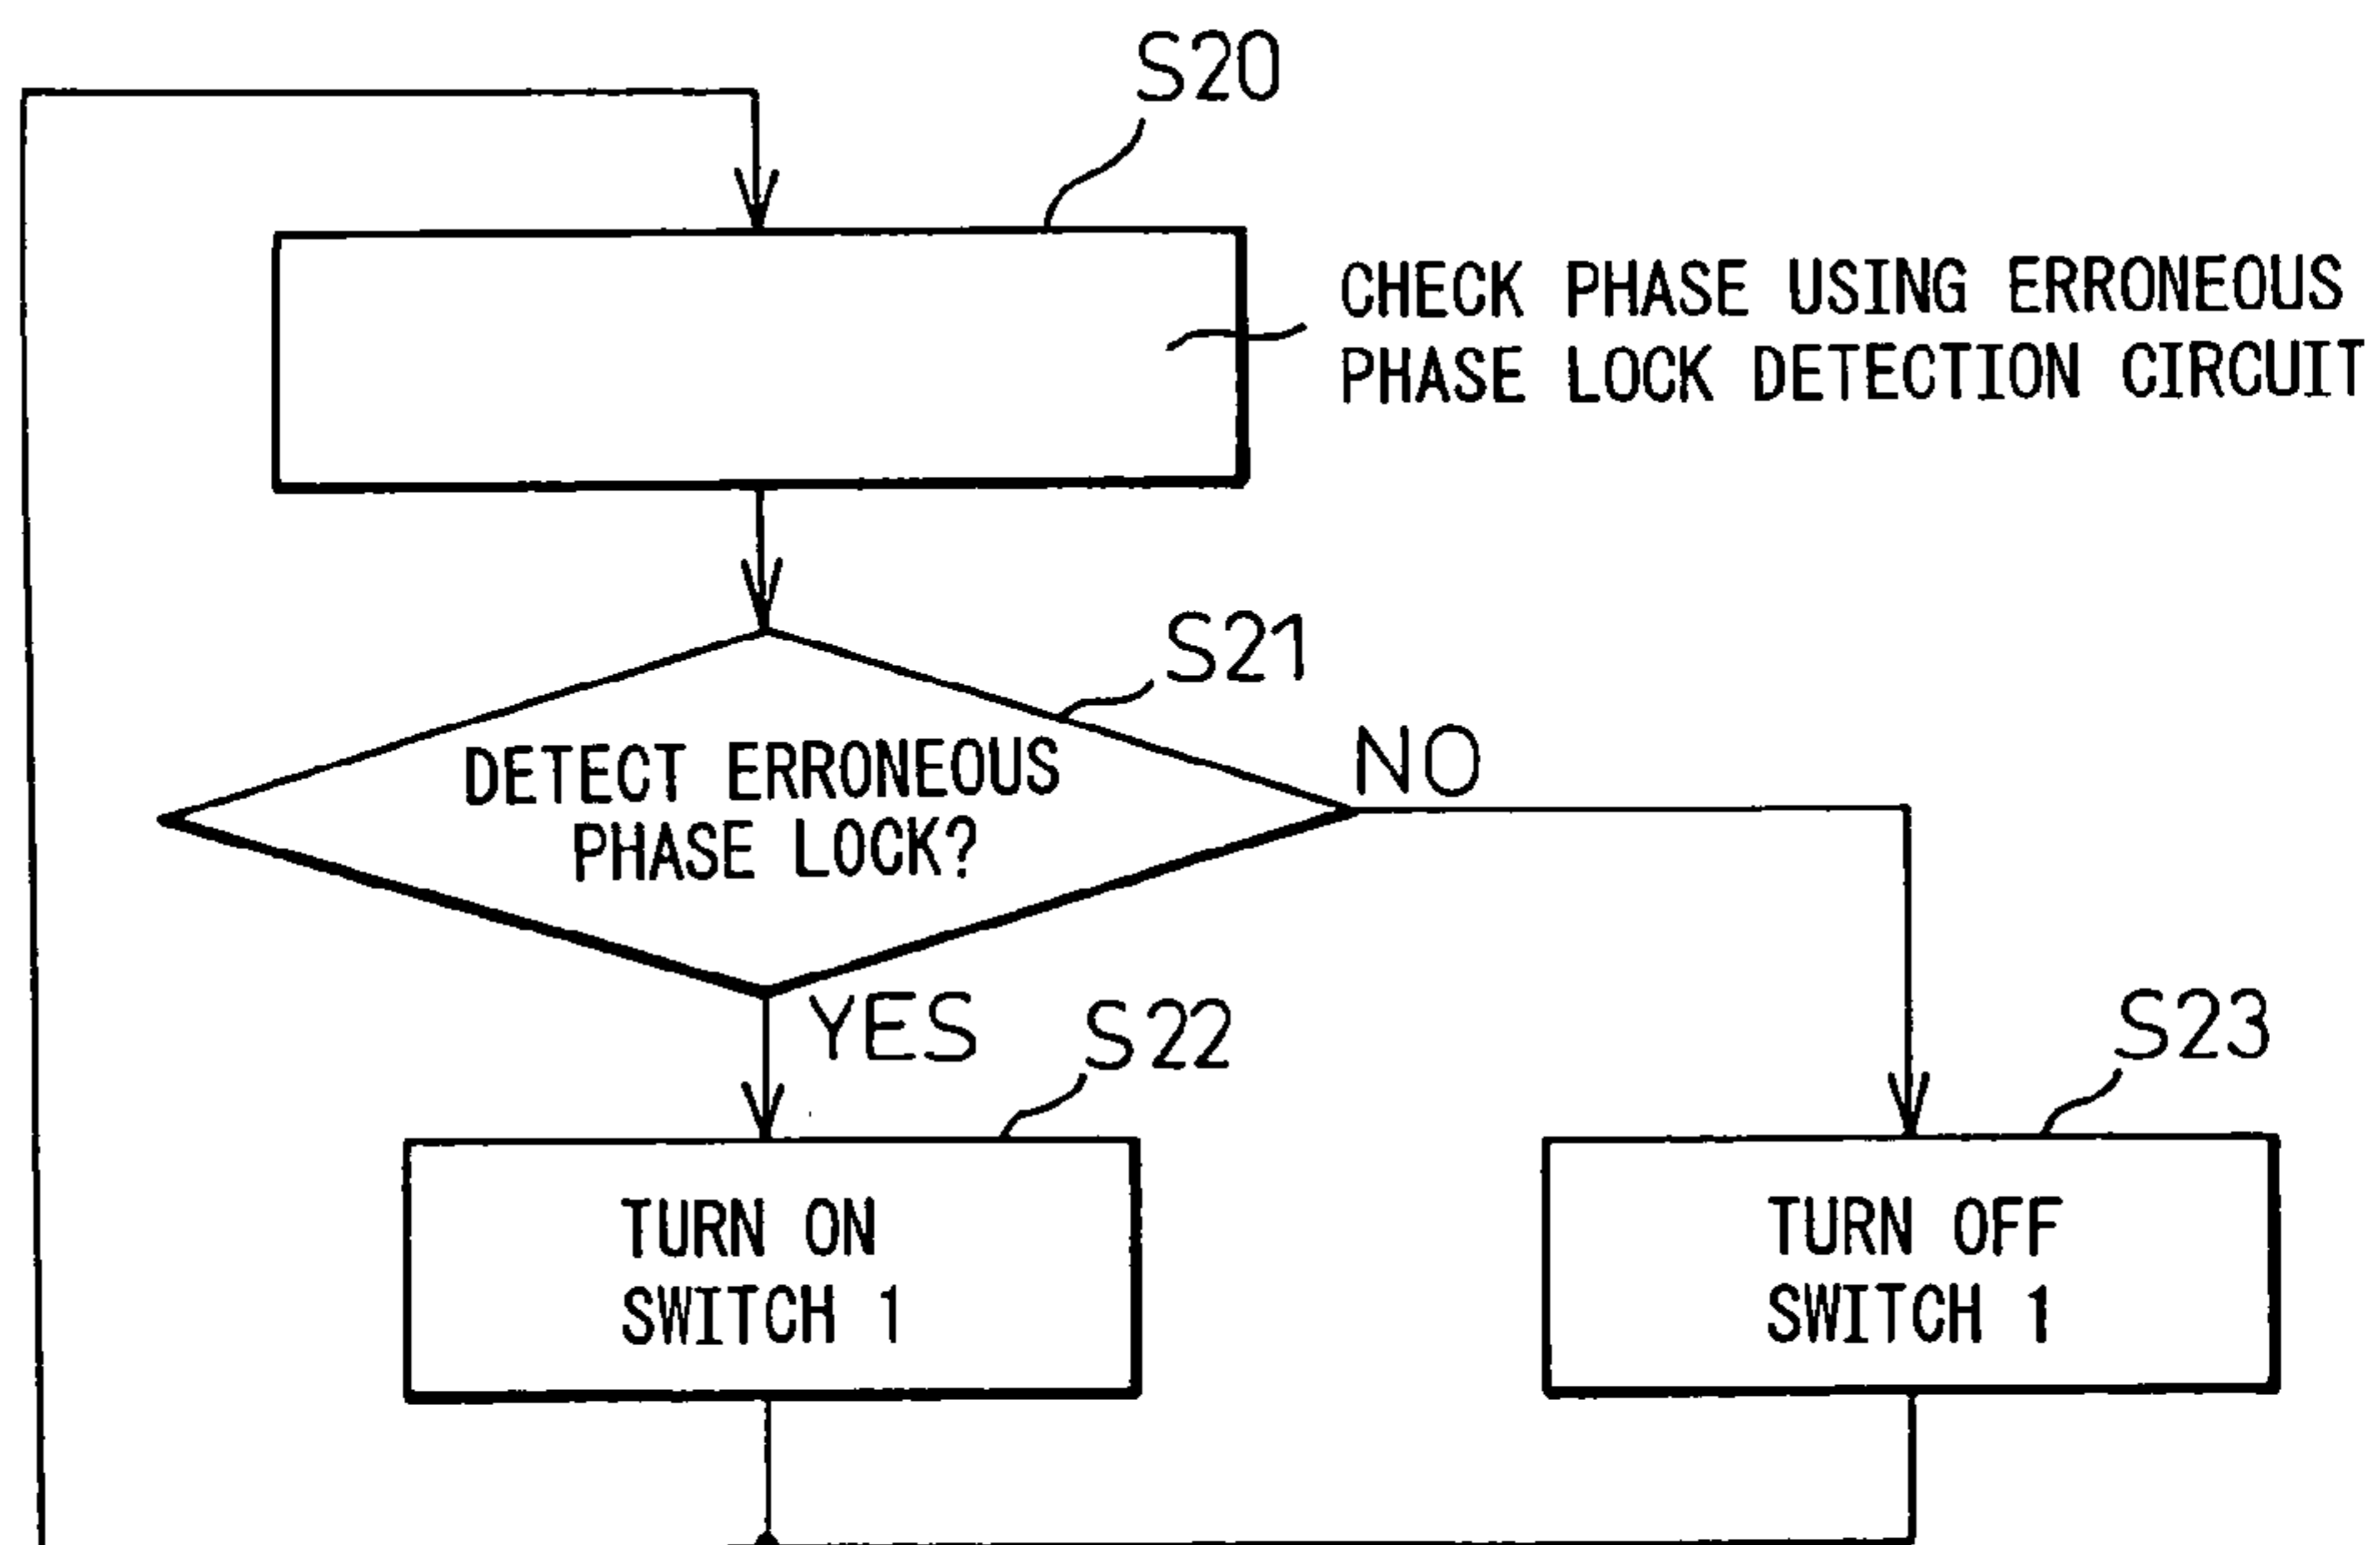 S20
CHECK PHASE USING ERRONEOUS
PHASE LOCK DETECTION CIRCUIT
S21
DETECT ERRONEOUS
PHASE LOCK?
NO
YES
S22
S23
TURN ON
SWITCH 1
TURN OFF
SWITCH 1